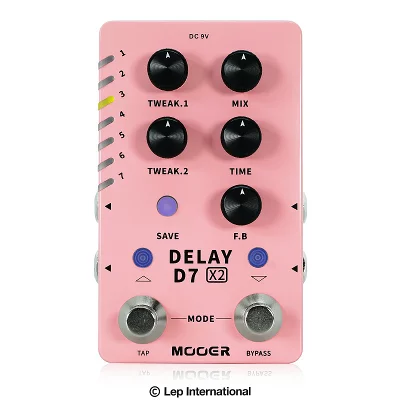 DC 9V
1
2
3
4
5
6
7
TWEAK.1 MIX
TWEAK.2 TIME
SAVE F.B
DELAY
D7 X2
MODE
TAP MOOER BYPASS
© Lep International